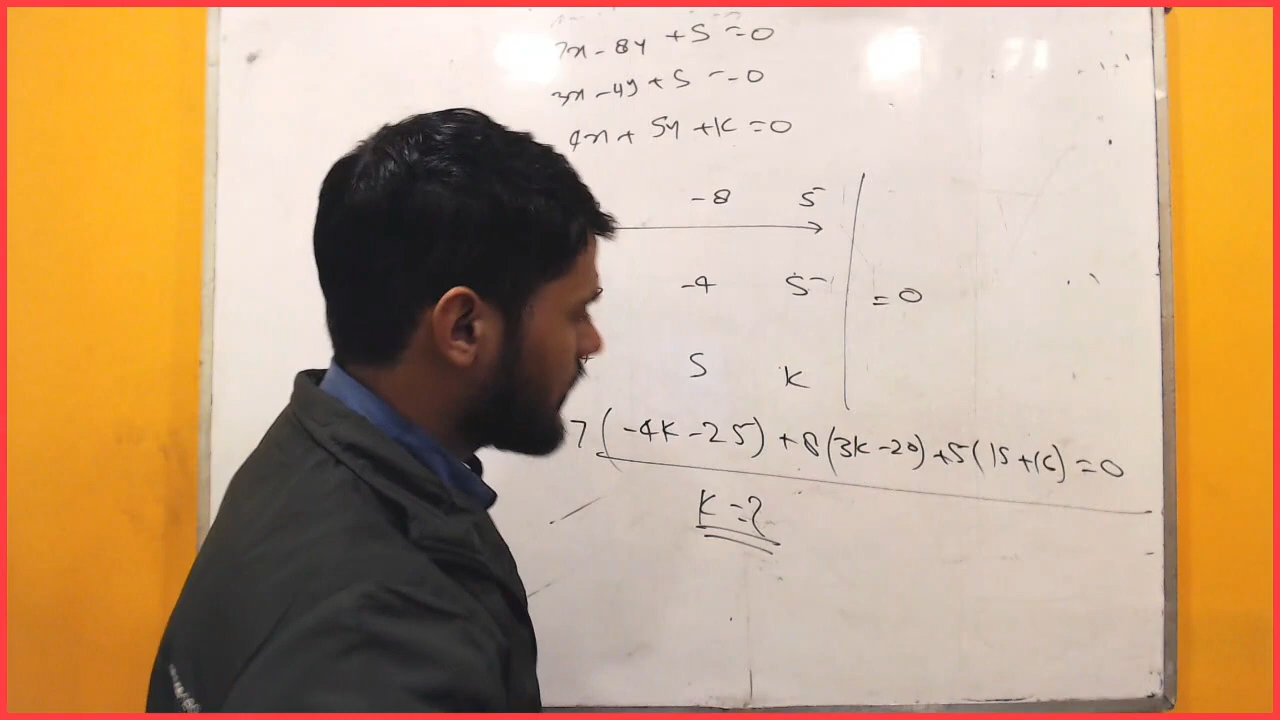 7x - 8y + 5 = 0
3x - 4y + 5 = 0
4x + 5y + k = 0
-8 5
-4 5 = 0
5 k
7(-4k - 25) + 8(3k - 20) + 5(15 + 16) = 0
k = ?